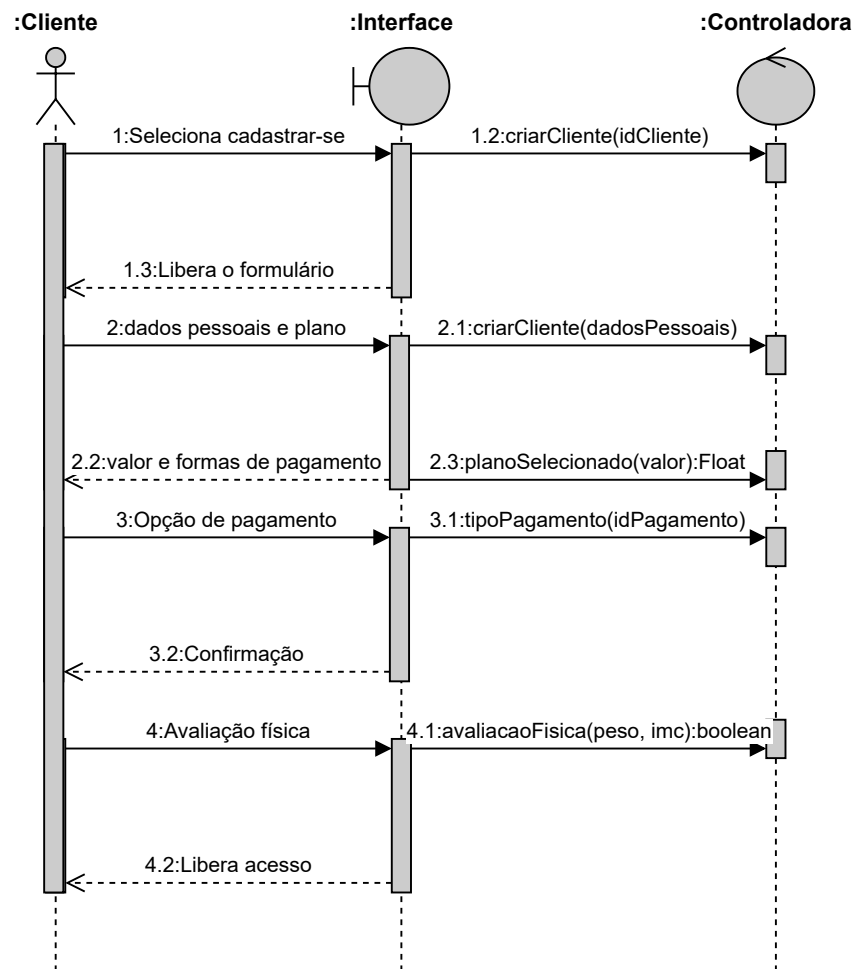 :Cliente
:Interface
:Controladora
1:Seleciona cadastrar-se
1.2:criarCliente(idCliente)
1.3:Libera o formulário
2:dados pessoais e plano
2.1:criarCliente(dadosPessoais)
2.2:valor e formas de pagamento
2.3:planoSelecionado(valor):Float
3:Opção de pagamento
3.1:tipoPagamento(idPagamento)
3.2:Confirmação
4:Avaliação física
4.1:avaliacaoFisica(peso, imc):boolean
4.2:Libera acesso